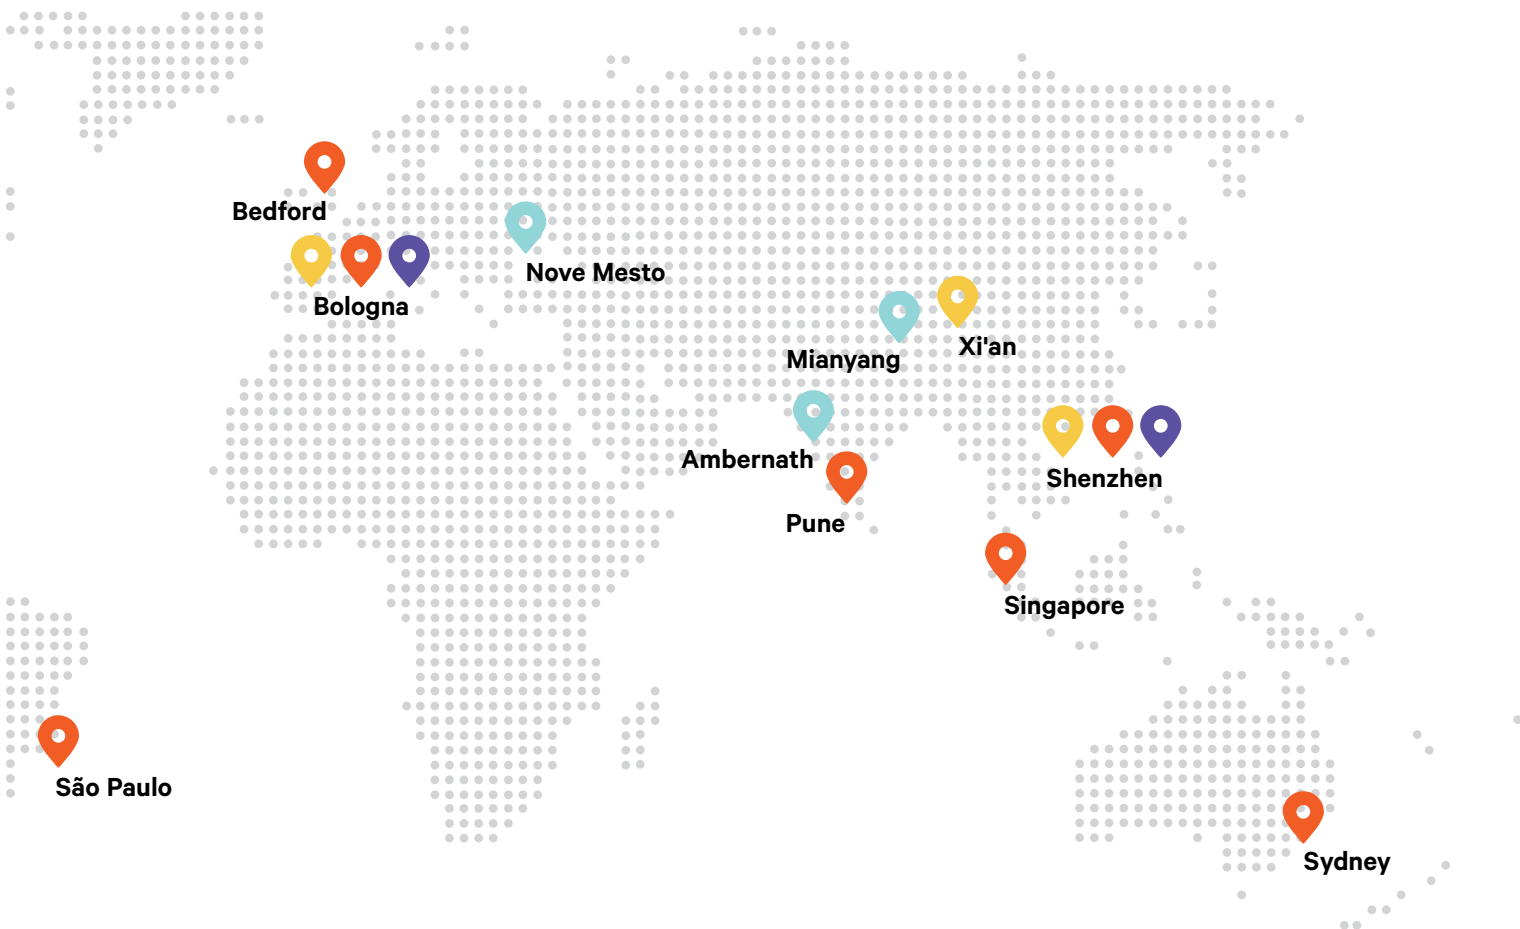 Bedford
Nove Mesto
Bologna
Xi'an
Mianyang
Ambernath
Shenzhen
Pune
Singapore
São Paulo
Sydney